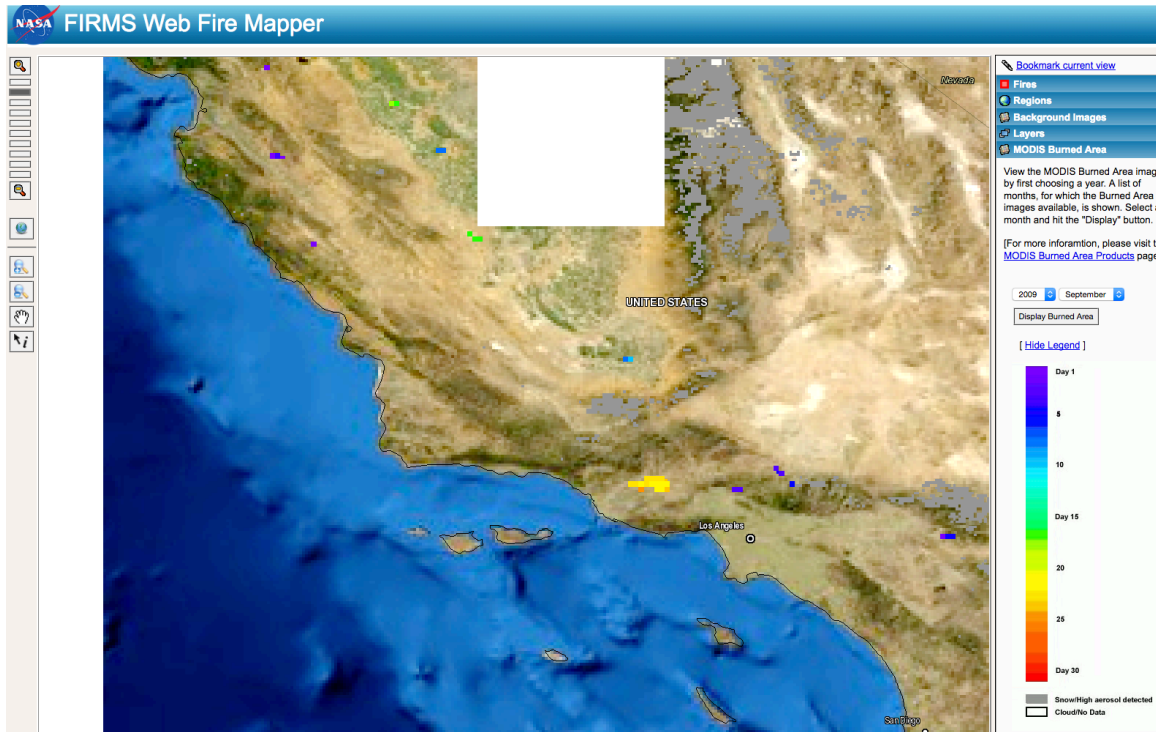 NASA FIRMS Web Fire Mapper
Nevada
UNITED STATES
Los Angeles
San Diego
Bookmark current view
Fires
Regions
Background Images
Layers
MODIS Burned Area
View the MODIS Burned Area imag
by first choosing a year. A list of
months, for which the Burned Area
images available, is shown. Select a
month and hit the "Display" button.
[For more inforamtion, please visit t
MODIS Burned Area Products page
2009 September
Display Burned Area
[ Hide Legend ]
Day 1
5
10
Day 15
20
25
Day 30
Snow/High aerosol detected
Cloud/No Data